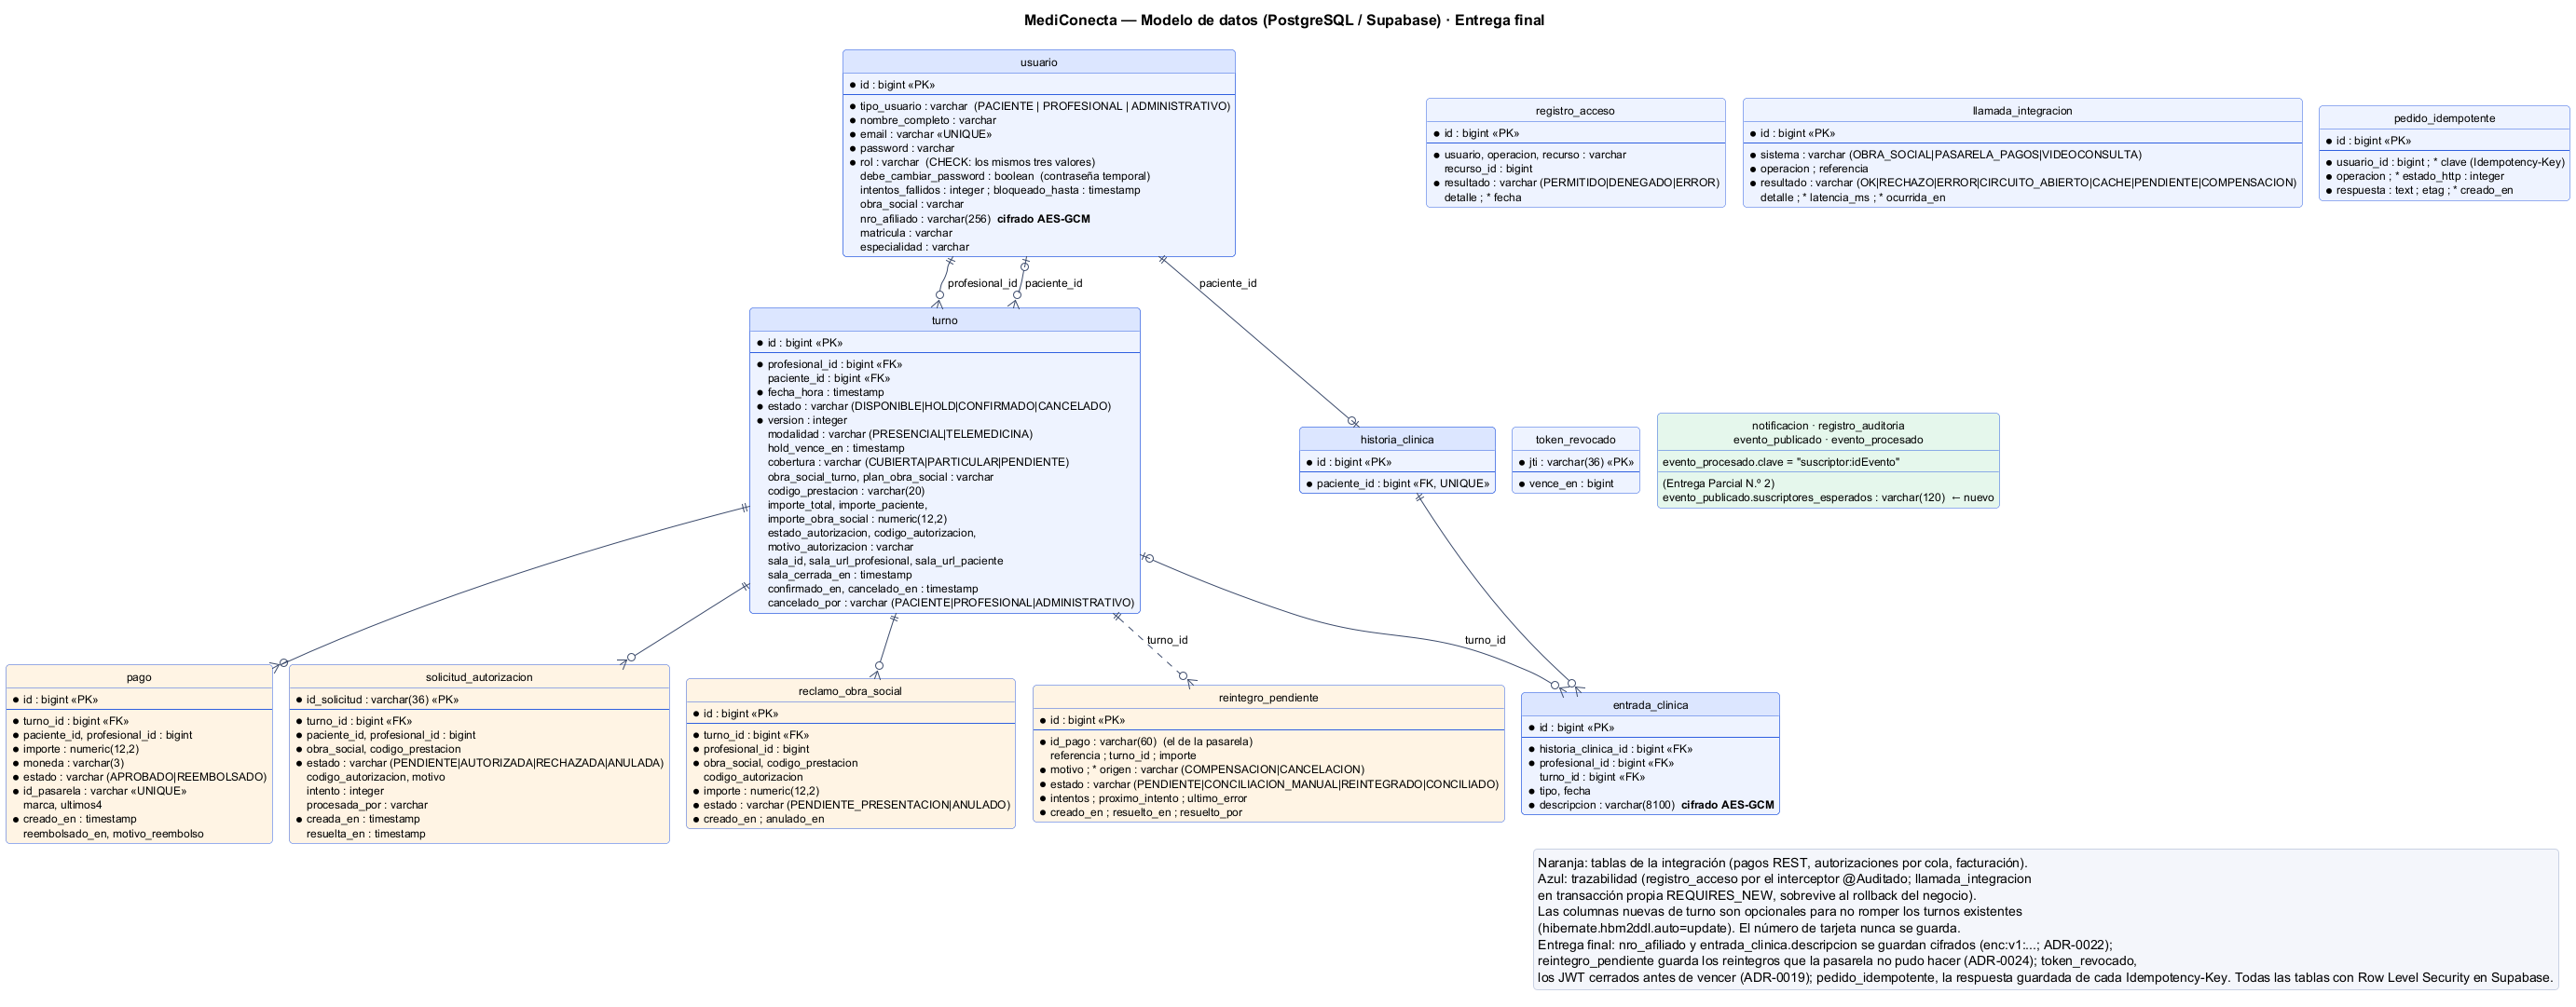 MediConecta — Modelo de datos (PostgreSQL / Supabase) · Entrega final
usuario
id : bigint «PK»
tipo_usuario : varchar (PACIENTE | PROFESIONAL | ADMINISTRATIVO)
nombre_completo : varchar
email : varchar «UNIQUE»
password : varchar
rol : varchar (CHECK: los mismos tres valores)
debe_cambiar_password : boolean (contraseña temporal)
intentos_fallidos : integer ; bloqueado_hasta : timestamp
obra_social : varchar
nro_afiliado : varchar(256) cifrado AES-GCM
matricula : varchar
especialidad : varchar
registro_acceso
id : bigint «PK»
usuario, operacion, recurso : varchar
recurso_id : bigint
resultado : varchar (PERMITIDO|DENEGADO|ERROR)
detalle ; * fecha
llamada_integracion
id : bigint «PK»
sistema : varchar (OBRA_SOCIAL|PASARELA_PAGOS|VIDEOCONSULTA)
operacion ; referencia
resultado : varchar (OK|RECHAZO|ERROR|CIRCUITO_ABIERTO|CACHE|PENDIENTE|COMPENSACION)
detalle ; * latencia_ms ; * ocurrida_en
pedido_idempotente
id : bigint «PK»
usuario_id : bigint ; * clave (Idempotency-Key)
operacion ; * estado_http : integer
respuesta : text ; etag ; * creado_en
profesional_id
paciente_id
paciente_id
turno
id : bigint «PK»
profesional_id : bigint «FK»
paciente_id : bigint «FK»
fecha_hora : timestamp
estado : varchar (DISPONIBLE|HOLD|CONFIRMADO|CANCELADO)
version : integer
modalidad : varchar (PRESENCIAL|TELEMEDICINA)
hold_vence_en : timestamp
cobertura : varchar (CUBIERTA|PARTICULAR|PENDIENTE)
obra_social_turno, plan_obra_social : varchar
codigo_prestacion : varchar(20)
importe_total, importe_paciente,
importe_obra_social : numeric(12,2)
estado_autorizacion, codigo_autorizacion,
motivo_autorizacion : varchar
sala_id, sala_url_profesional, sala_url_paciente
sala_cerrada_en : timestamp
confirmado_en, cancelado_en : timestamp
cancelado_por : varchar (PACIENTE|PROFESIONAL|ADMINISTRATIVO)
historia_clinica
id : bigint «PK»
paciente_id : bigint «FK, UNIQUE»
token_revocado
jti : varchar(36) «PK»
vence_en : bigint
notificacion · registro_auditoria
evento_publicado · evento_procesado
evento_procesado.clave = "suscriptor:idEvento"
(Entrega Parcial N.º 2)
evento_publicado.suscriptores_esperados : varchar(120) ← nuevo
turno_id
turno_id
pago
id : bigint «PK»
turno_id : bigint «FK»
paciente_id, profesional_id : bigint
importe : numeric(12,2)
moneda : varchar(3)
estado : varchar (APROBADO|REEMBOLSADO)
id_pasarela : varchar «UNIQUE»
marca, ultimos4
creado_en : timestamp
reembolsado_en, motivo_reembolso
solicitud_autorizacion
id_solicitud : varchar(36) «PK»
turno_id : bigint «FK»
paciente_id, profesional_id : bigint
obra_social, codigo_prestacion
estado : varchar (PENDIENTE|AUTORIZADA|RECHAZADA|ANULADA)
codigo_autorizacion, motivo
intento : integer
procesada_por : varchar
creada_en : timestamp
resuelta_en : timestamp
reclamo_obra_social
id : bigint «PK»
turno_id : bigint «FK»
profesional_id : bigint
obra_social, codigo_prestacion
codigo_autorizacion
importe : numeric(12,2)
estado : varchar (PENDIENTE_PRESENTACION|ANULADO)
creado_en ; anulado_en
reintegro_pendiente
id : bigint «PK»
id_pago : varchar(60) (el de la pasarela)
referencia ; turno_id ; importe
motivo ; * origen : varchar (COMPENSACION|CANCELACION)
estado : varchar (PENDIENTE|CONCILIACION_MANUAL|REINTEGRADO|CONCILIADO)
intentos ; proximo_intento ; ultimo_error
creado_en ; resuelto_en ; resuelto_por
entrada_clinica
id : bigint «PK»
historia_clinica_id : bigint «FK»
profesional_id : bigint «FK»
turno_id : bigint «FK»
tipo, fecha
descripcion : varchar(8100) cifrado AES-GCM
Naranja: tablas de la integración (pagos REST, autorizaciones por cola, facturación).
Azul: trazabilidad (registro_acceso por el interceptor @Auditado; llamada_integracion
en transacción propia REQUIRES_NEW, sobrevive al rollback del negocio).
Las columnas nuevas de turno son opcionales para no romper los turnos existentes
(hibernate.hbm2ddl.auto=update). El número de tarjeta nunca se guarda.
Entrega final: nro_afiliado y entrada_clinica.descripcion se guardan cifrados (enc:v1:...; ADR-0022);
reintegro_pendiente guarda los reintegros que la pasarela no pudo hacer (ADR-0024); token_revocado,
los JWT cerrados antes de vencer (ADR-0019); pedido_idempotente, la respuesta guardada de cada Idempotency-Key. Todas las tablas con Row Level Security en Supabase.